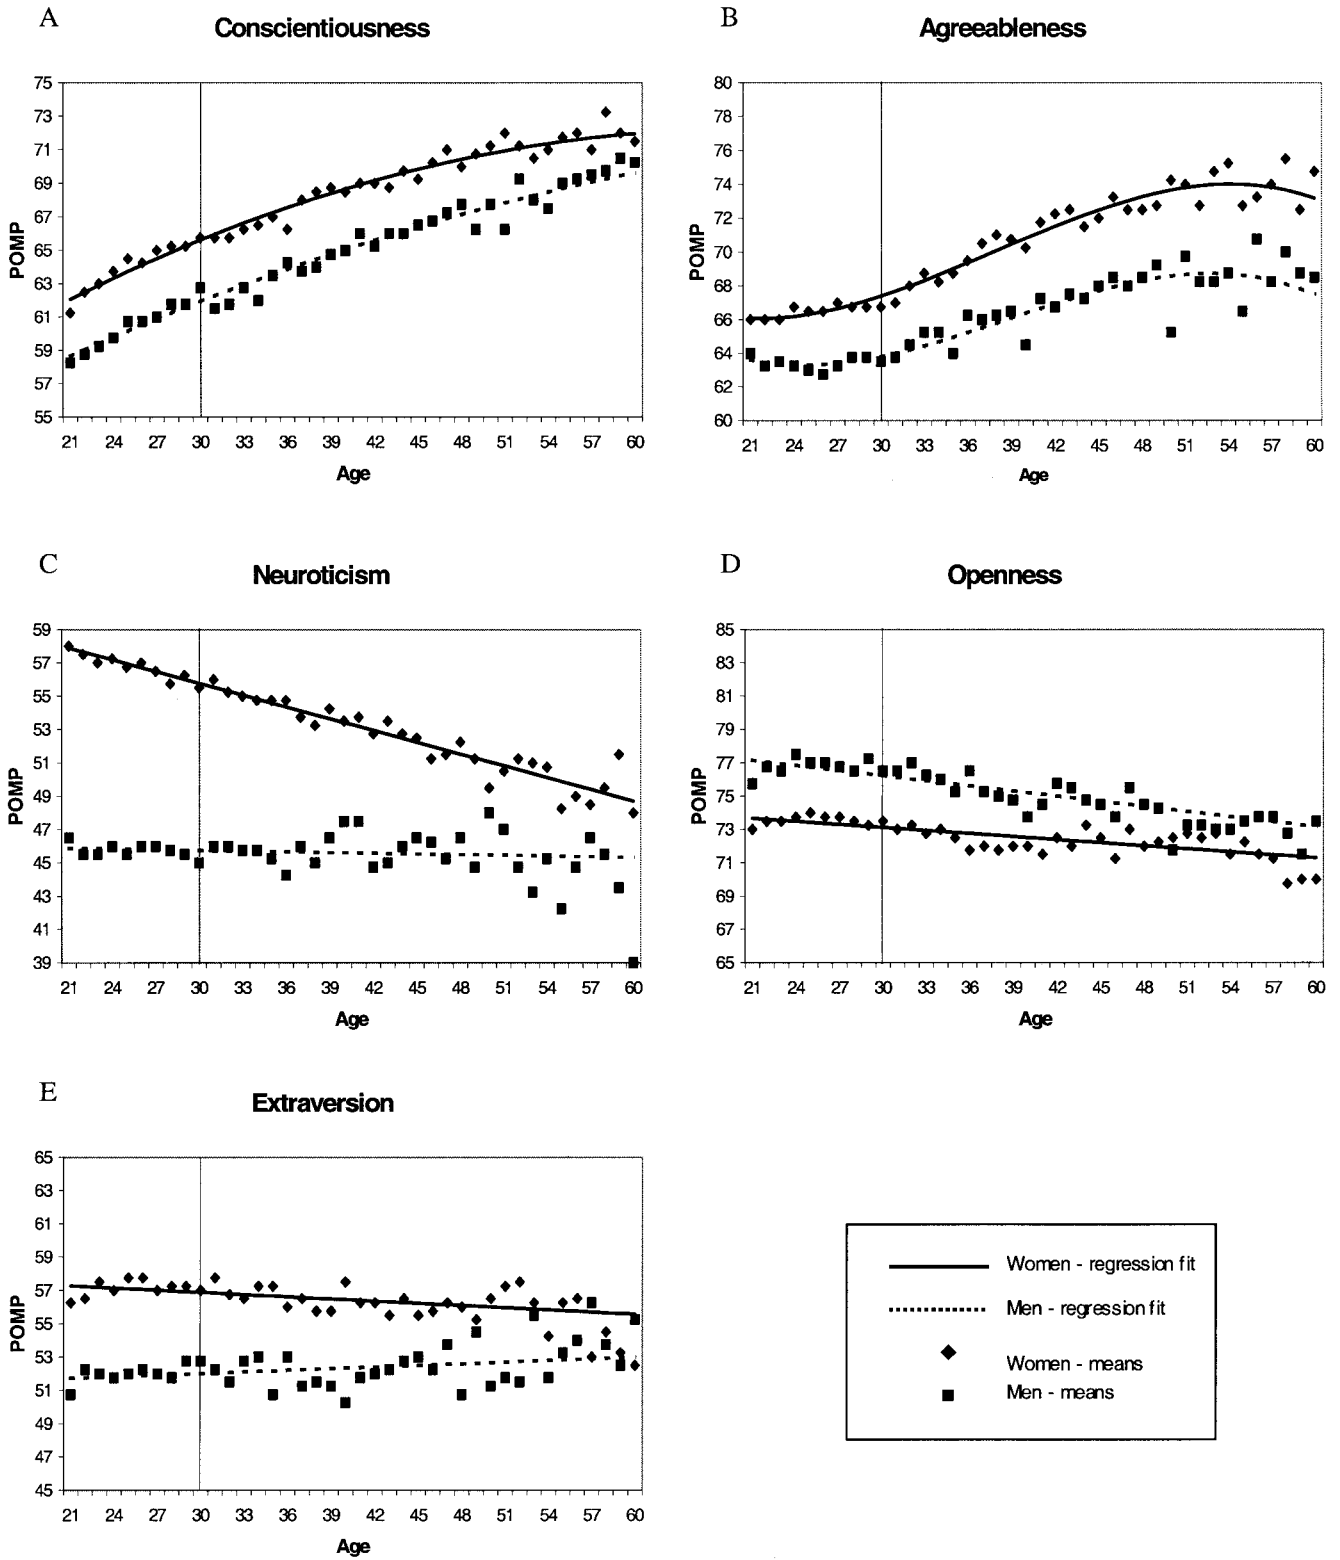 A
Conscientiousness
75
73
71
69
67
65
63
61
59
57
55
POMP
21 24 27 30 33 36 39 42 45 48 51 54 57 60
Age
B
Agreeableness
80
78
76
74
72
70
68
66
64
62
60
POMP
21 24 27 30 33 36 39 42 45 48 51 54 57 60
Age
C
Neuroticism
59
57
55
53
51
49
47
45
43
41
39
POMP
21 24 27 30 33 36 39 42 45 48 51 54 57 60
Age
D
Openness
85
83
81
79
77
75
73
71
69
67
65
POMP
21 24 27 30 33 36 39 42 45 48 51 54 57 60
Age
E
Extraversion
65
63
61
59
57
55
53
51
49
47
45
POMP
21 24 27 30 33 36 39 42 45 48 51 54 57 60
Age
Women - regression fit
Men - regression fit
Women - means
Men - means